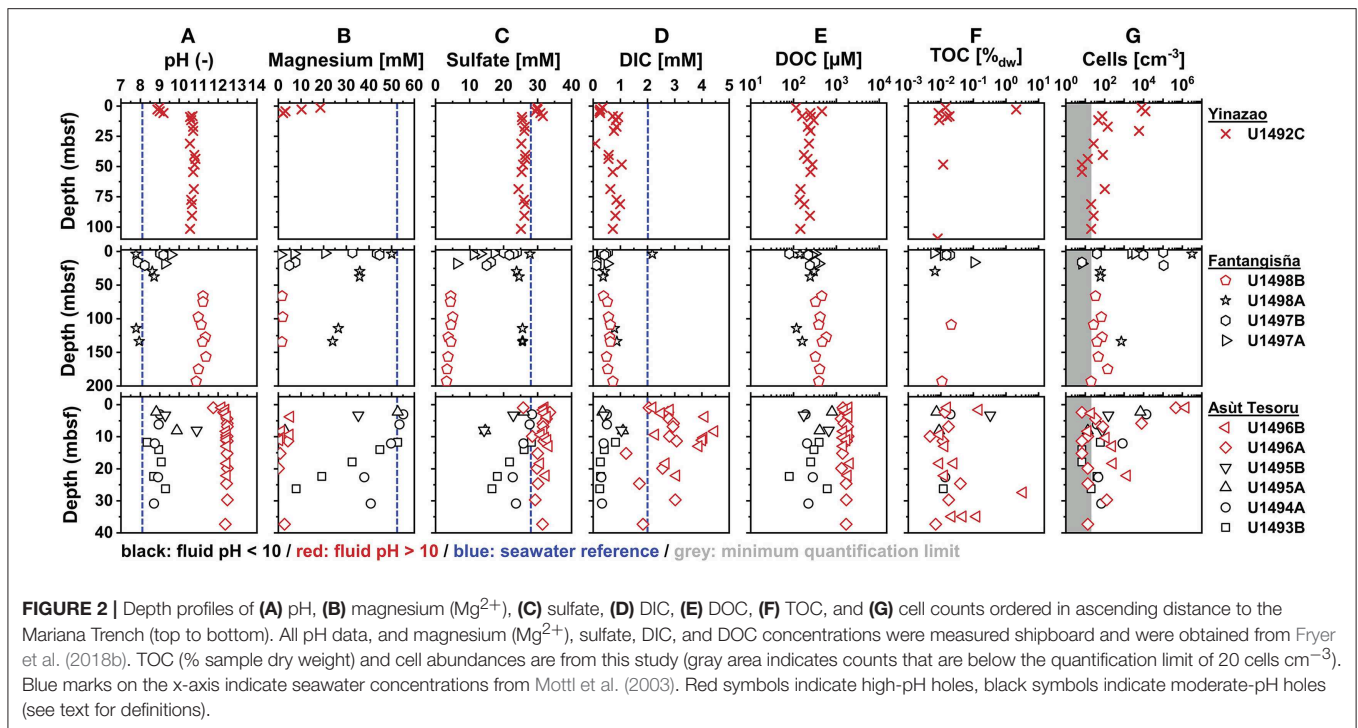 A B C D E F G
pH (-) Magnesium [mM] Sulfate [mM] DIC [mM] DOC [µM] TOC [%dw] Cells [cm⁻³]
7 8 9 10 11 12 13 14 0 10 20 30 40 50 60 0 10 20 30 40 0 1 2 3 4 5 10¹ 10² 10³ 10⁴ 10⁻³ 10⁻² 10⁻¹ 10⁰ 10¹ 10⁰ 10² 10⁴ 10⁶
Depth (mbsf)
0
25
50
75
100
Yinazao
U1492C
Depth (mbsf)
0
50
100
150
200
Fantangisña
U1498B
U1498A
U1497B
U1497A
Depth (mbsf)
0
10
20
30
40
Asùt Tesoru
U1496B
U1496A
U1495B
U1495A
U1494A
U1493B
black: fluid pH < 10 / red: fluid pH > 10 / blue: seawater reference / grey: minimum quantification limit
FIGURE 2 | Depth profiles of (A) pH, (B) magnesium (Mg²⁺), (C) sulfate, (D) DIC, (E) DOC, (F) TOC, and (G) cell counts ordered in ascending distance to the
Mariana Trench (top to bottom). All pH data, and magnesium (Mg²⁺), sulfate, DIC, and DOC concentrations were measured shipboard and were obtained from Fryer
et al. (2018b). TOC (% sample dry weight) and cell abundances are from this study (gray area indicates counts that are below the quantification limit of 20 cells cm⁻³).
Blue marks on the x-axis indicate seawater concentrations from Mottl et al. (2003). Red symbols indicate high-pH holes, black symbols indicate moderate-pH holes
(see text for definitions).